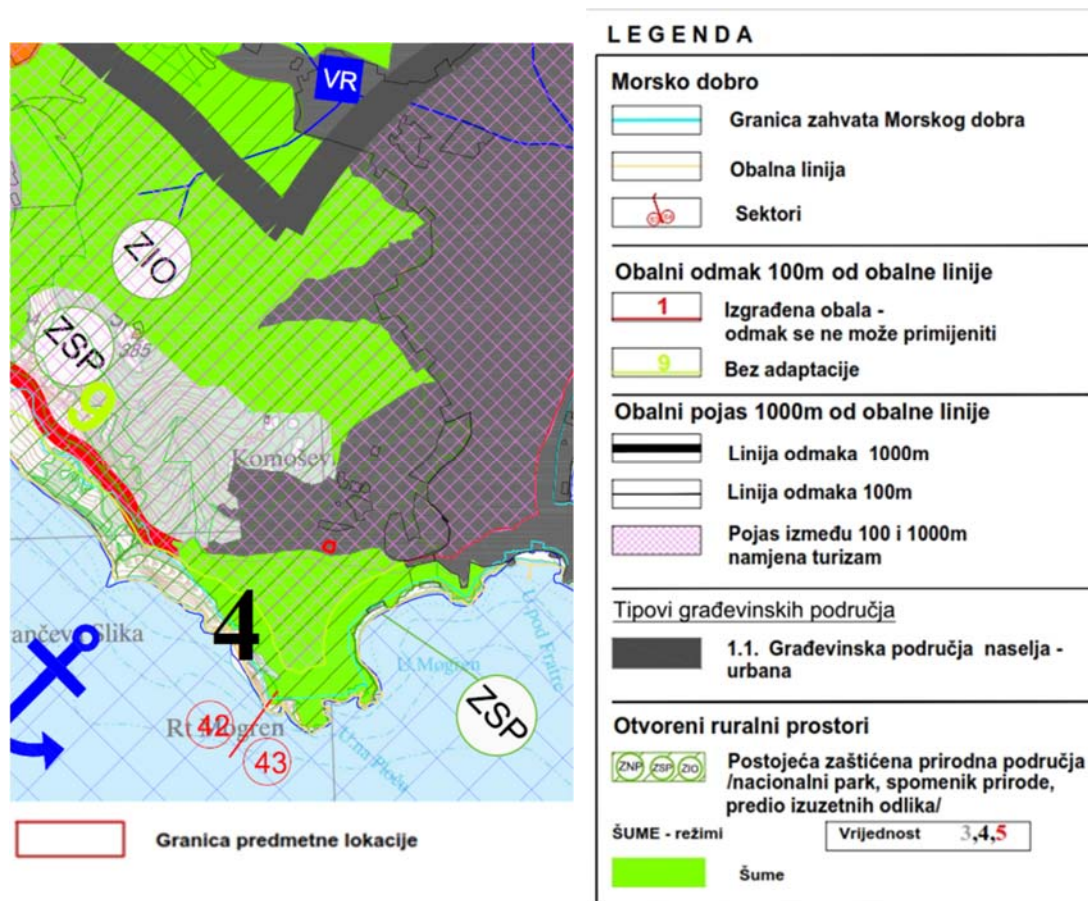 VR
ZIO
ZSP
385
9
Komošev
ančeva Slika
4
U. Mogren
U. pod Fratre
ZSP
42
Rt Mogren
43
U. na Ploče
Granica predmetne lokacije
LEGENDA
Morsko dobro
Granica zahvata Morskog dobra
Obalna linija
Sektori
Obalni odmak 100m od obalne linije
1
Izgrađena obala -
odmak se ne može primijeniti
9
Bez adaptacije
Obalni pojas 1000m od obalne linije
Linija odmaka 1000m
Linija odmaka 100m
Pojas između 100 i 1000m
namjena turizam
Tipovi građevinskih područja
1.1. Građevinska područja naselja -
urbana
Otvoreni ruralni prostori
ZNP ZSP ZIO
Postojeća zaštićena prirodna područja
/nacionalni park, spomenik prirode,
predio izuzetnih odlika/
ŠUME - režimi
Vrijednost 3,4,5
Šume